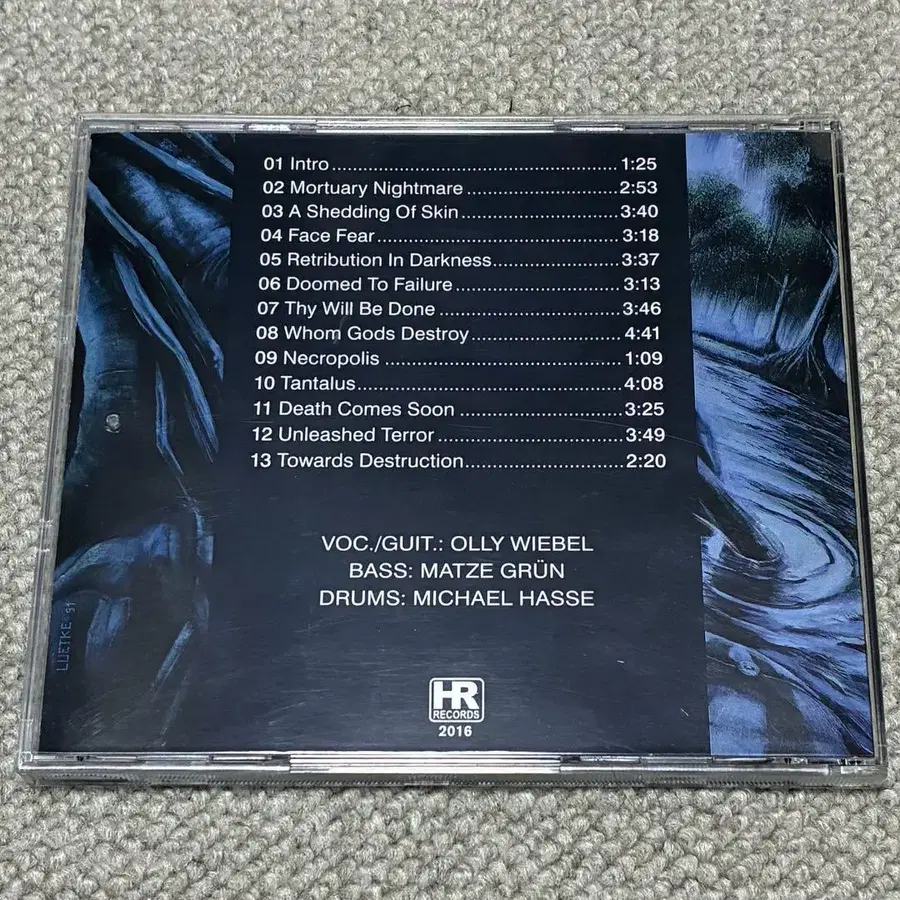 01 Intro........................................ 1:25
02 Mortuary Nightmare........................ 2:53
03 A Shedding Of Skin......................... 3:40
04 Face Fear...................................... 3:18
05 Retribution In Darkness.................... 3:37
06 Doomed To Failure.......................... 3:13
07 Thy Will Be Done............................. 3:46
08 Whom Gods Destroy........................ 4:41
09 Necropolis..................................... 1:09
10 Tantalus......................................... 4:08
11 Death Comes Soon.......................... 3:25
12 Unleashed Terror............................. 3:49
13 Towards Destruction........................ 2:20
VOC./GUIT.: OLLY WIEBEL
BASS: MATZE GRÜN
DRUMS: MICHAEL HASSE
LUETKE 91
HR
RECORDS
2016